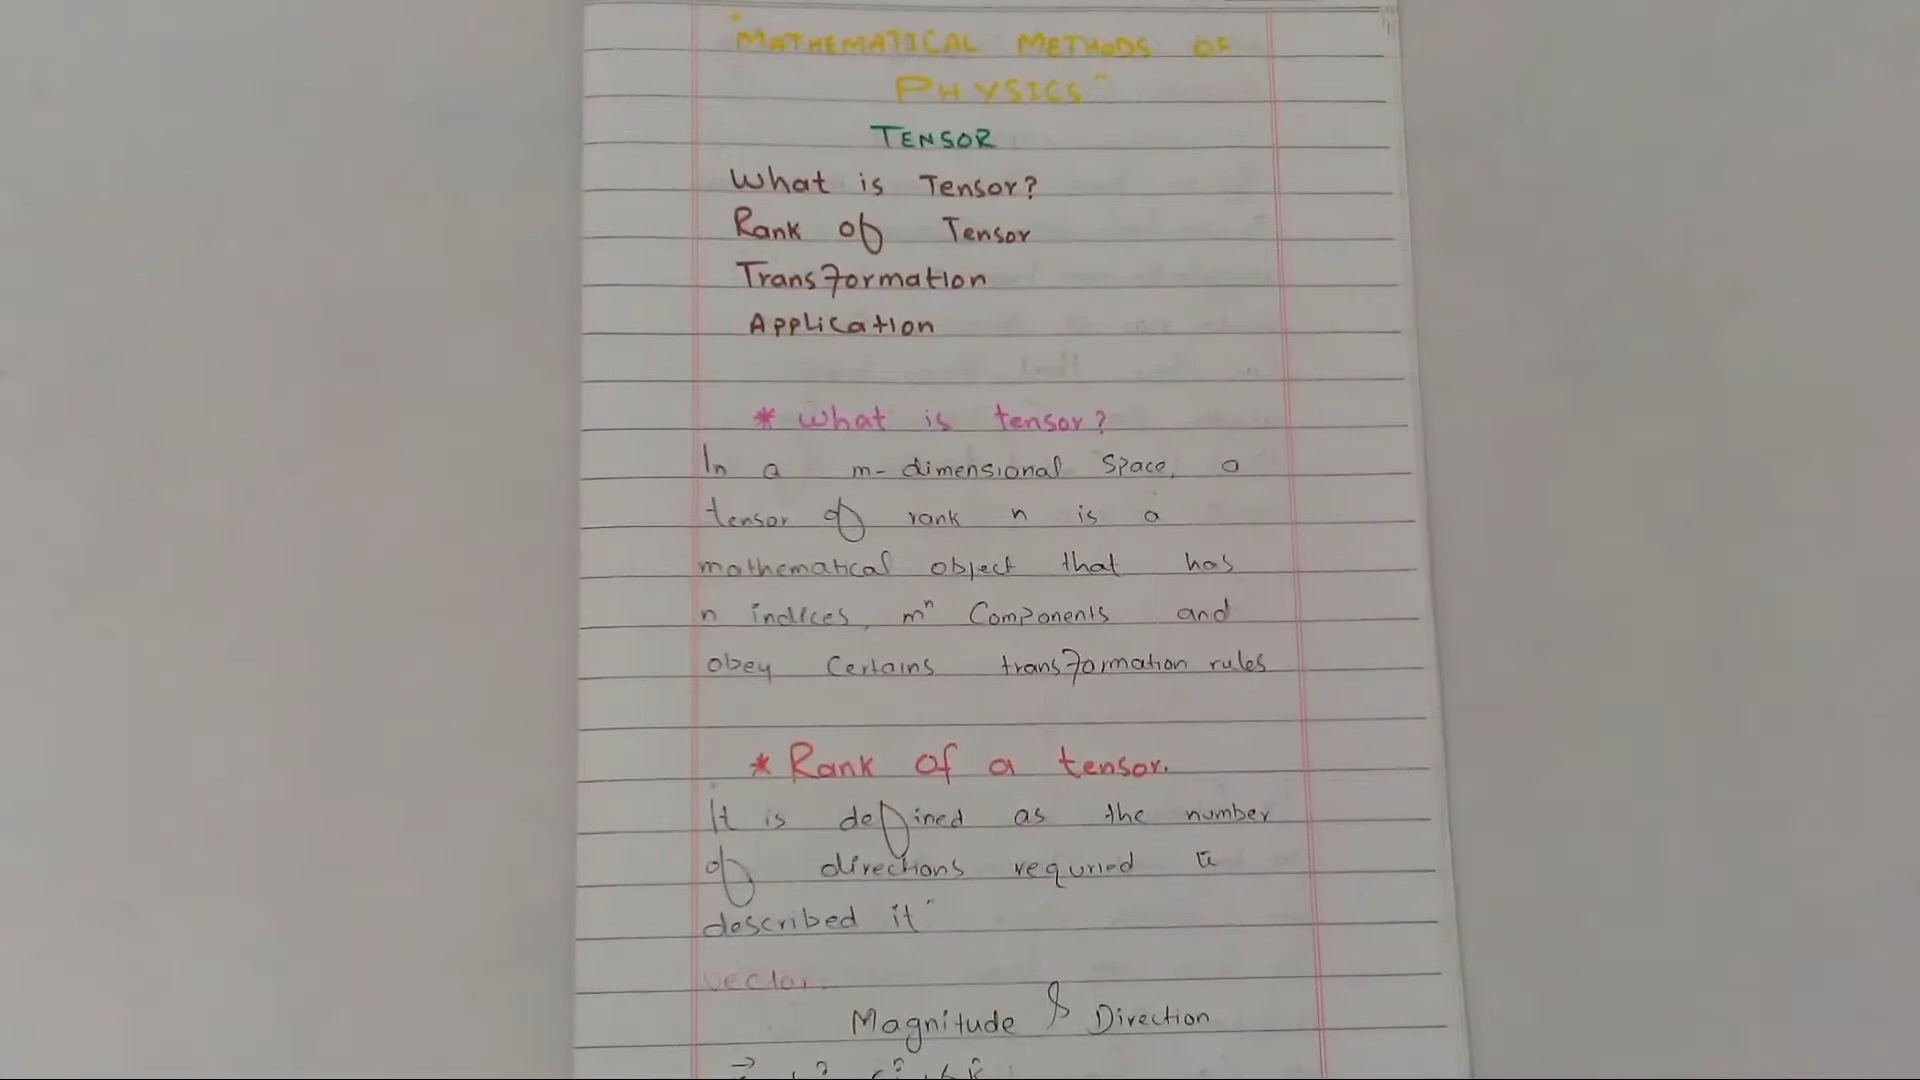 "MATHEMATICAL METHODS OF
PHYSICS"
TENSOR
What is Tensor?
Rank of Tensor
Transformation
Application
* What is tensor?
In a m-dimensional space, a
tensor of rank n is a
mathematical object that has
n indices, mⁿ Components and
obey Certains transformation rules
* Rank of a tensor.
It is defined as the number
of directions requried to
described it"
Vector.
Magnitude & Direction